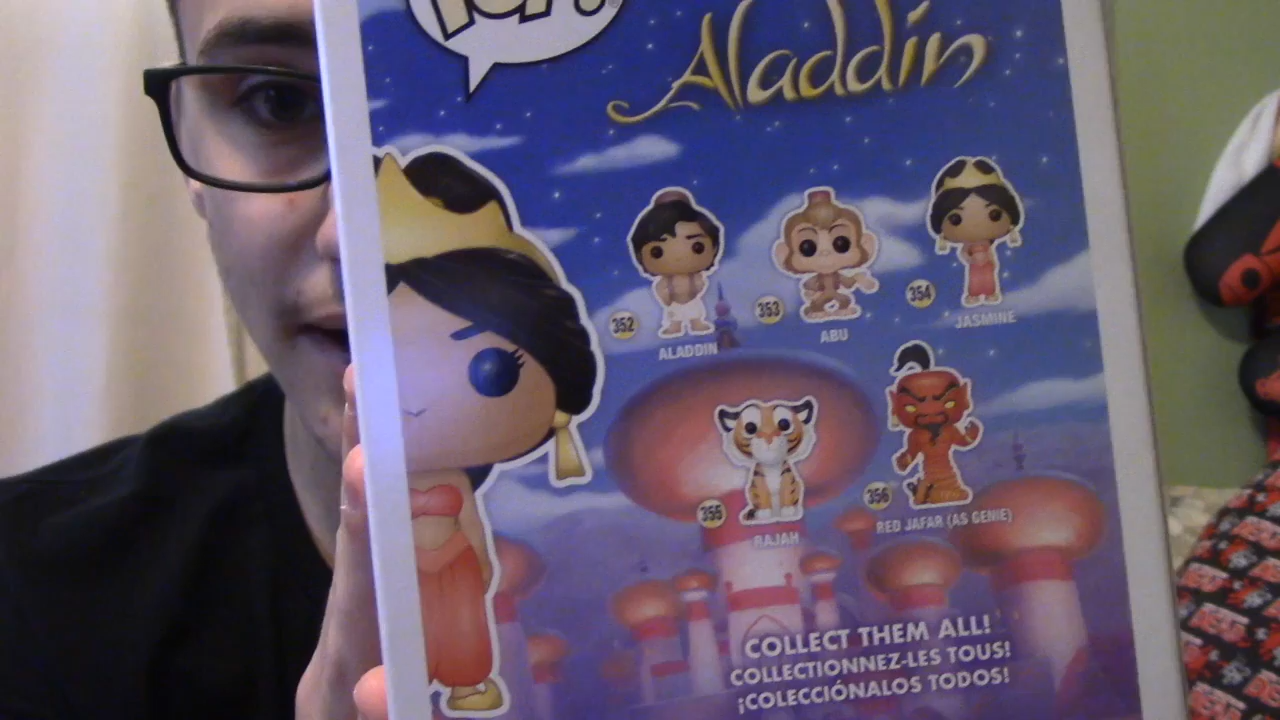 POP!
Aladdin
352
ALADDIN
353
ABU
354
JASMINE
355
RAJAH
356
RED JAFAR (AS GENIE)
COLLECT THEM ALL!
COLLECTIONNEZ-LES TOUS!
¡COLECCIÓNALOS TODOS!